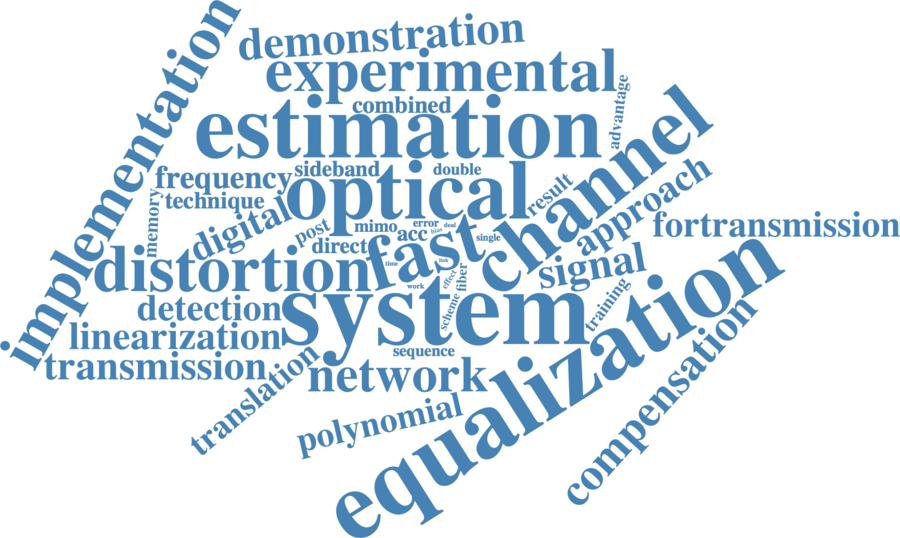 implementation
demonstration
experimental
combined
advantage
estimation
channel
frequency
sideband
double
technique
optical
result
approach
memory
digital
post
mimo
error
deal
bias
acc
single
fortransmission
direct
fast
distortion
time
link
signal
work
effect
fiber
detection
system
scheme
training
equalization
linearization
sequence
transmission
translation
network
compensation
polynomial